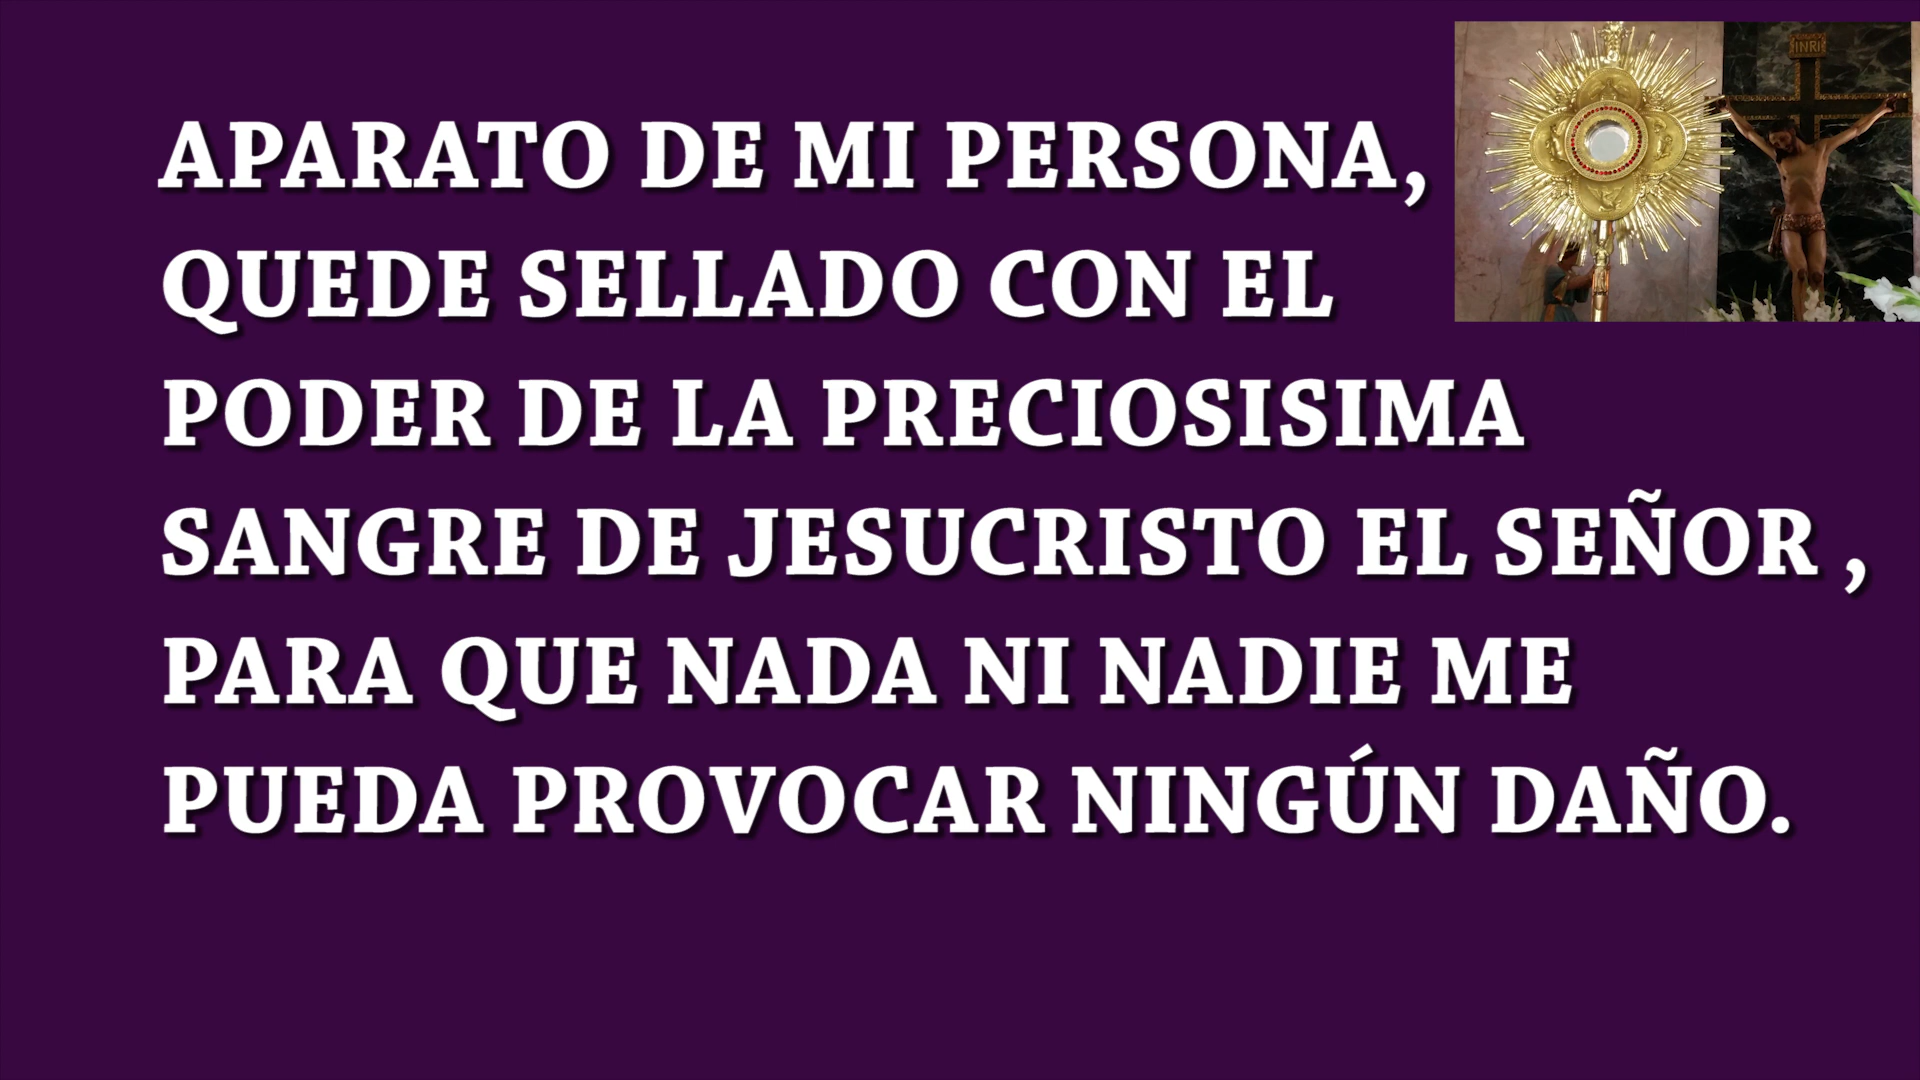 APARATO DE MI PERSONA,
QUEDE SELLADO CON EL
PODER DE LA PRECIOSISIMA
SANGRE DE JESUCRISTO EL SEÑOR ,
PARA QUE NADA NI NADIE ME
PUEDA PROVOCAR NINGÚN DAÑO.
INRI